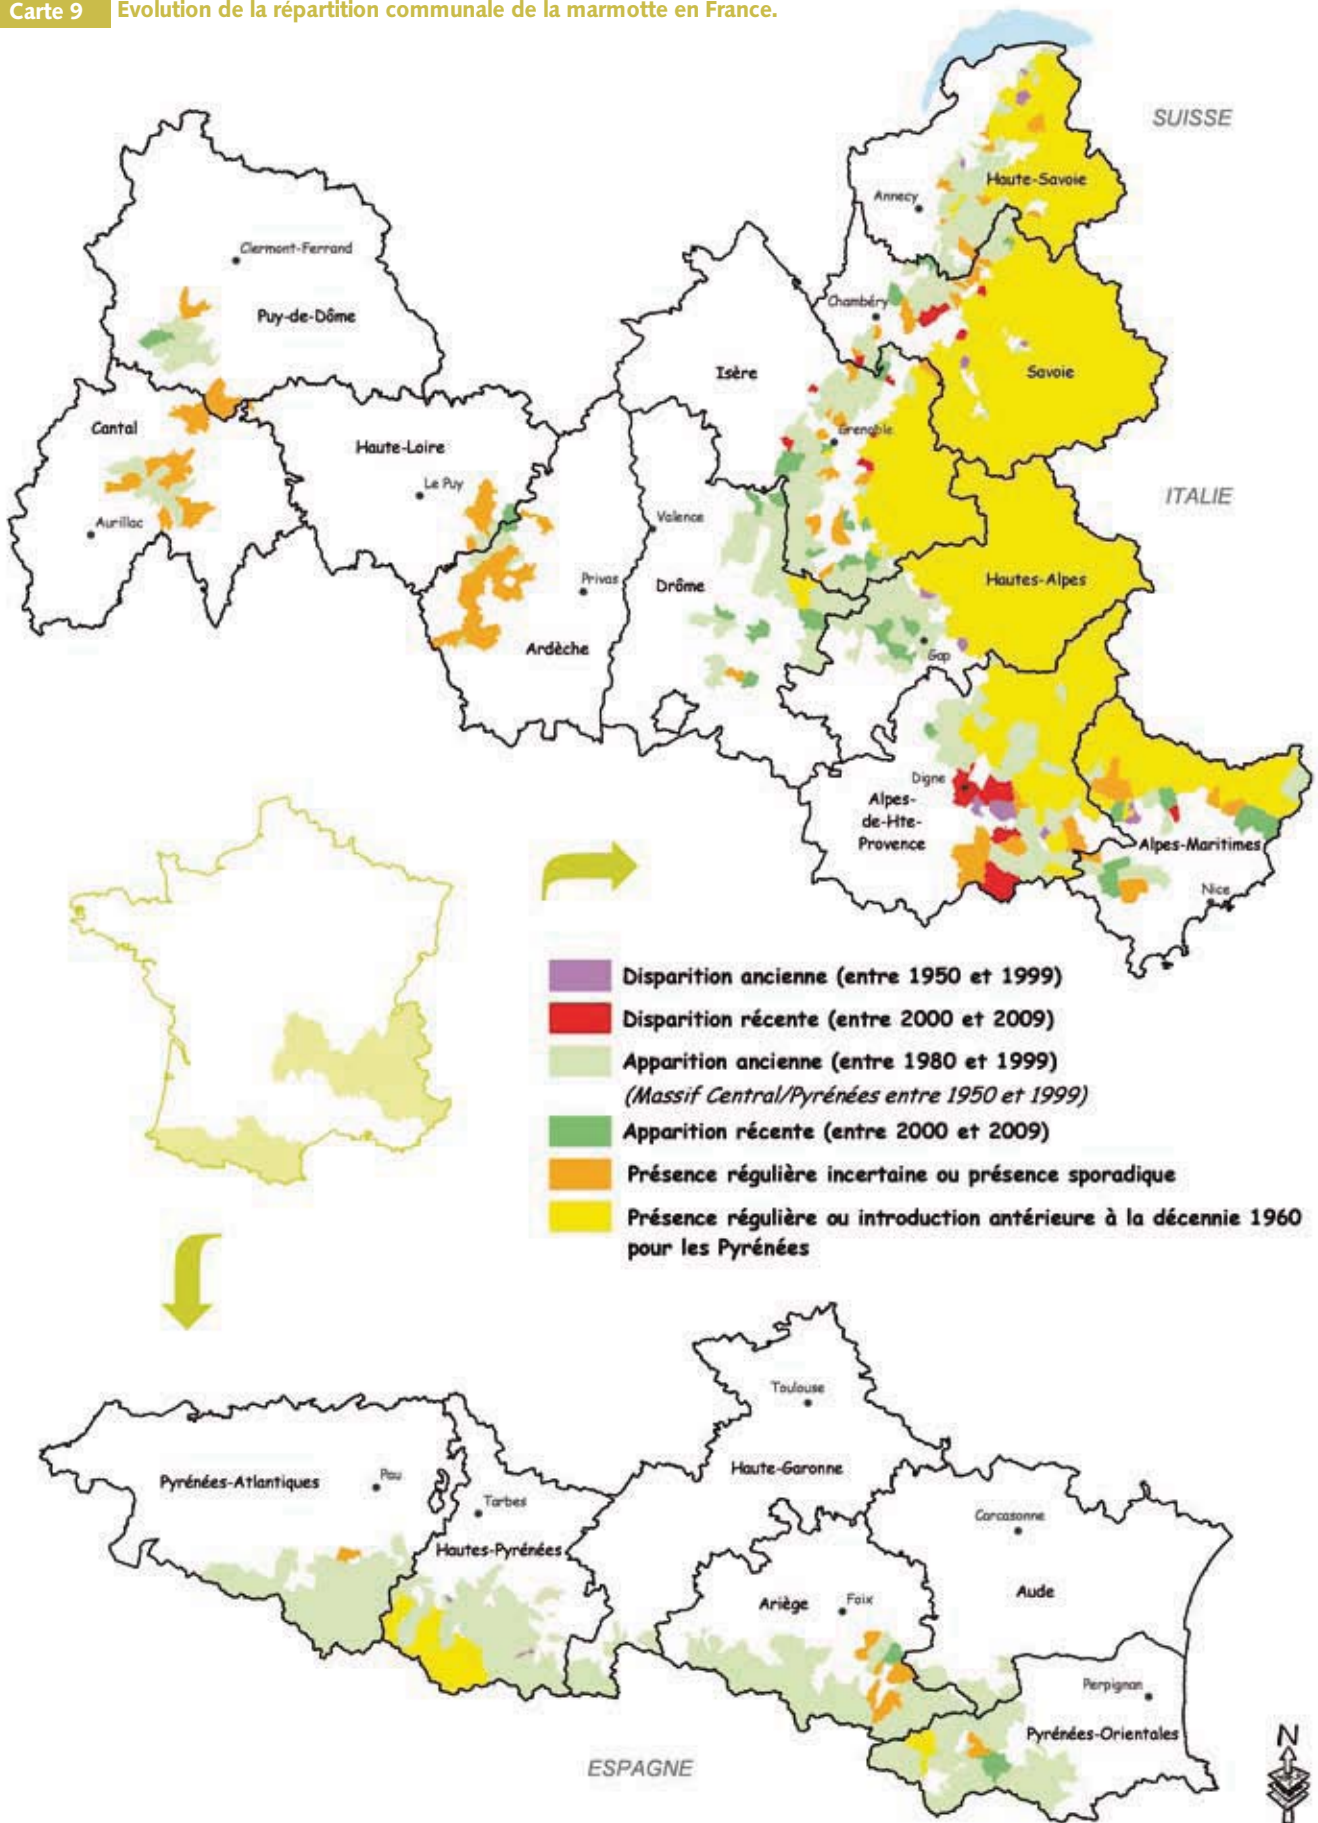 Carte 9 Evolution de la répartition communale de la marmotte en France.
SUISSE
Haute-Savoie
Annecy
Clermont-Ferrand
Puy-de-Dôme
Chambéry
Isère
Savoie
Cantal
Haute-Loire
Grenoble
Le Puy
ITALIE
Aurillac
Valence
Privas
Drôme
Hautes-Alpes
Ardèche
Gap
Digne
Alpes-
de-Hte-
Provence
Alpes-Maritimes
Nice
Disparition ancienne (entre 1950 et 1999)
Disparition récente (entre 2000 et 2009)
Apparition ancienne (entre 1980 et 1999)
(Massif Central/Pyrénées entre 1950 et 1999)
Apparition récente (entre 2000 et 2009)
Présence régulière incertaine ou présence sporadique
Présence régulière ou introduction antérieure à la décennie 1960
pour les Pyrénées
Toulouse
Haute-Garonne
Pyrénées-Atlantiques
Pau
Tarbes
Carcasonne
Hautes-Pyrénées
Ariège
Foix
Aude
Perpignan
Pyrénées-Orientales
ESPAGNE
N